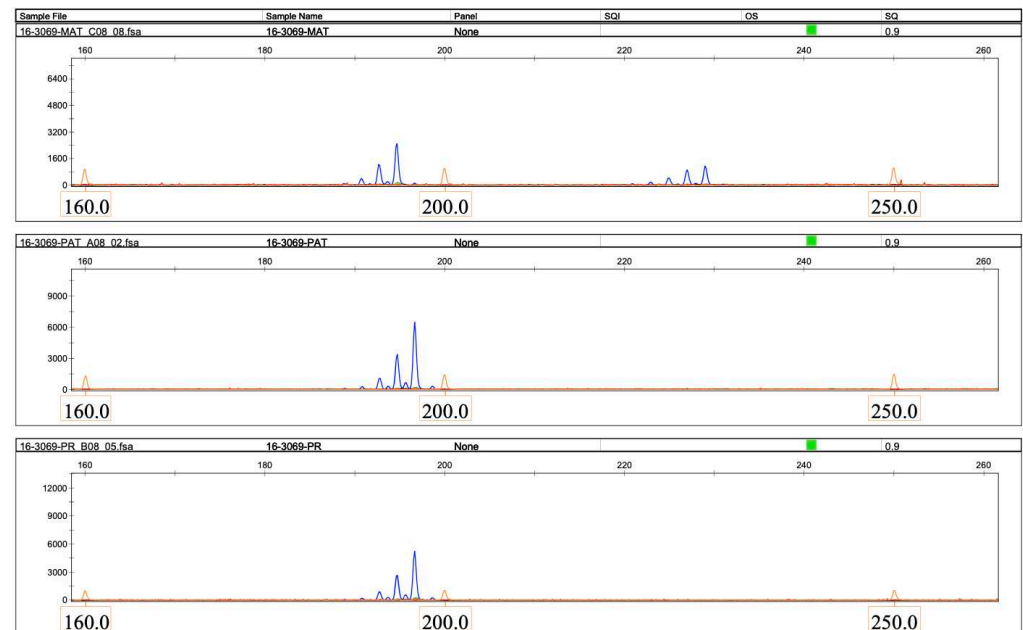 Sample File Sample Name Panel SQI OS SQ
16-3069-MAT_C08_08.fsa 16-3069-MAT None 0.9
160 180 200 220 240 260
6400
4800
3200
1600
0
160.0 200.0 250.0
16-3069-PAT_A08_02.fsa 16-3069-PAT None 0.9
160 180 200 220 240 260
9000
6000
3000
0
160.0 200.0 250.0
16-3069-PR_B08_05.fsa 16-3069-PR None 0.9
160 180 200 220 240 260
12000
9000
6000
3000
0
160.0 200.0 250.0